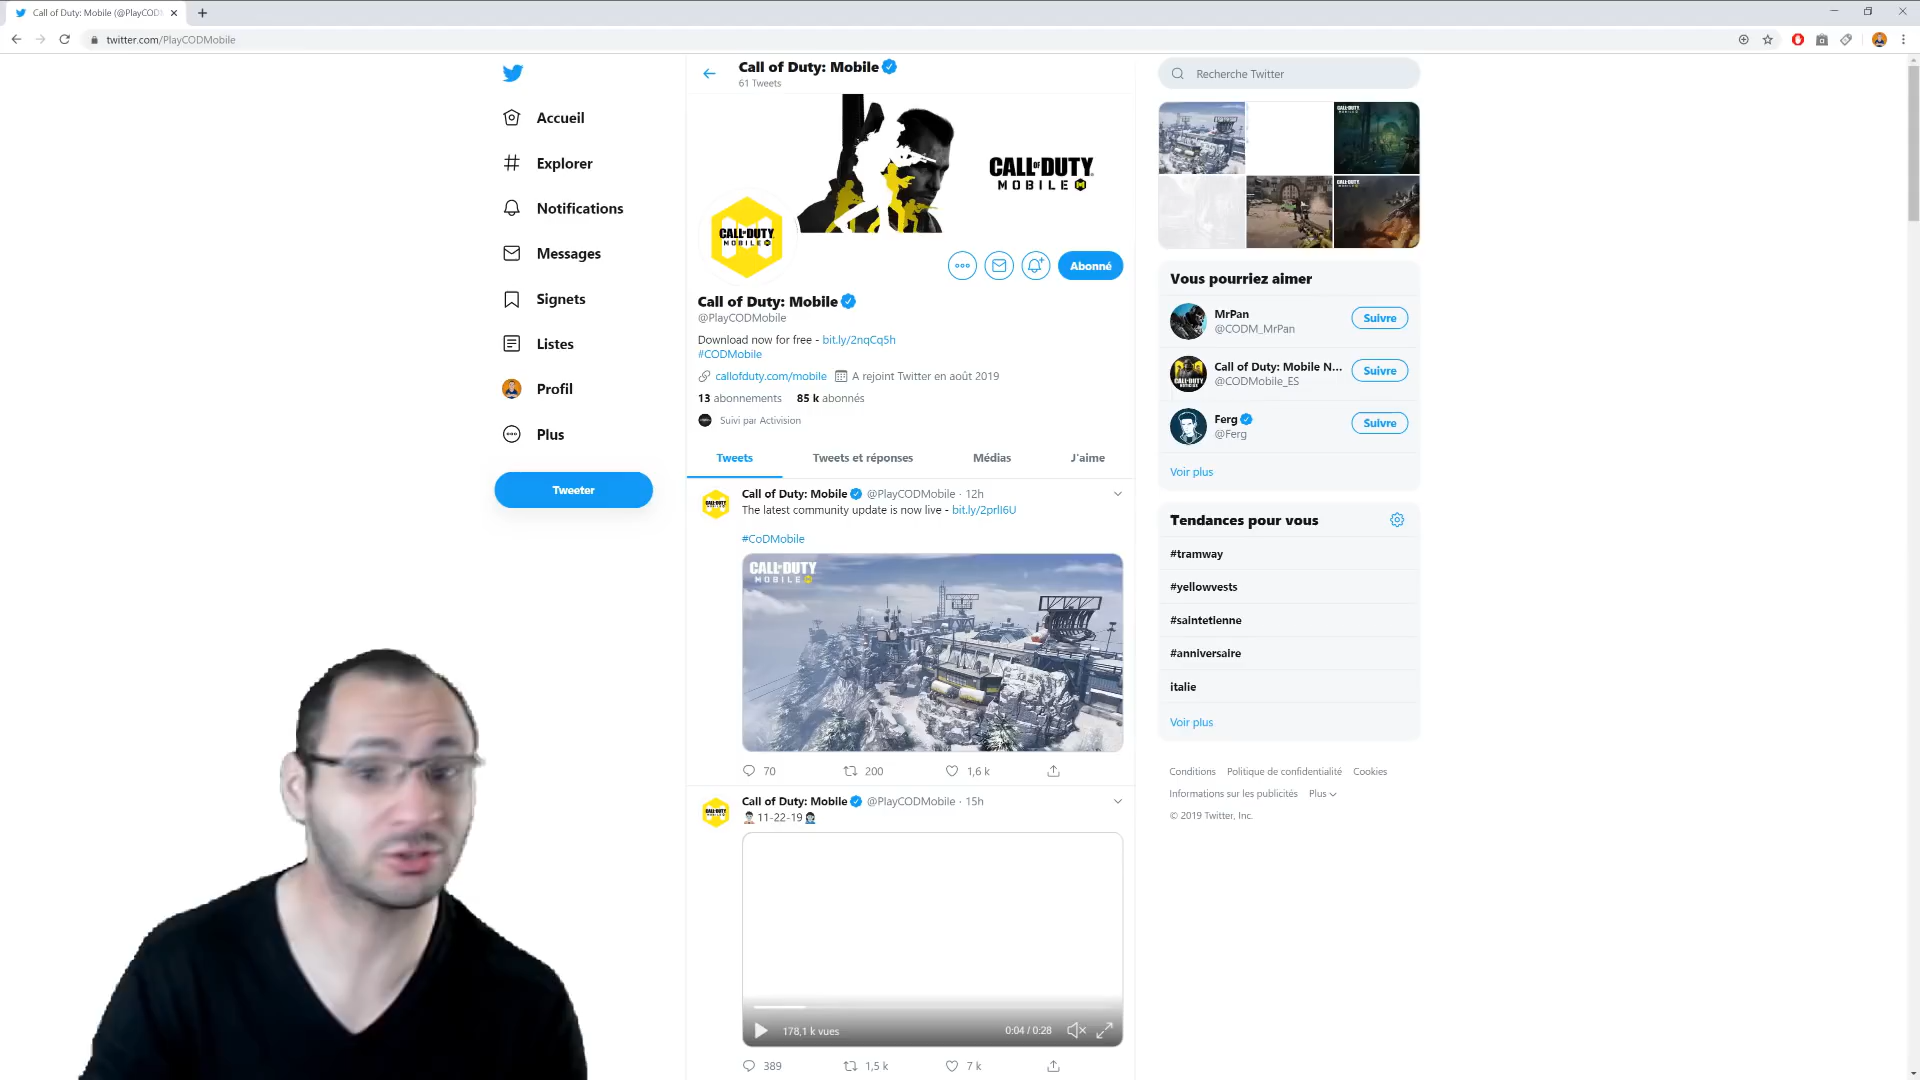 Call of Duty: Mobile (@PlayCOD
twitter.com/PlayCODMobile
Accueil
Explorer
Notifications
Messages
Signets
Listes
Profil
Plus
Tweeter
Call of Duty: Mobile
61 Tweets
CALL OF DUTY
MOBILE
CALL OF DUTY
MOBILE
Abonné
Call of Duty: Mobile
@PlayCODMobile
Download now for free - bit.ly/2nqCq5h
#CODMobile
callofduty.com/mobile A rejoint Twitter en août 2019
13 abonnements 85 k abonnés
Suivi par Activision
Tweets Tweets et réponses Médias J'aime
Call of Duty: Mobile @PlayCODMobile · 12h
The latest community update is now live - bit.ly/2prlI6U
#CoDMobile
CALL OF DUTY
MOBILE
70 200 1,6 k
Call of Duty: Mobile @PlayCODMobile · 15h
11-22-19
178,1 k vues 0:04 / 0:28
389 1,5 k 7 k
Recherche Twitter
Vous pourriez aimer
MrPan
@CODM_MrPan
Suivre
Call of Duty: Mobile N...
@CODMobile_ES
Suivre
Ferg
@Ferg
Suivre
Voir plus
Tendances pour vous
#tramway
#yellowvests
#saintetienne
#anniversaire
italie
Voir plus
Conditions Politique de confidentialité Cookies
Informations sur les publicités Plus
© 2019 Twitter, Inc.